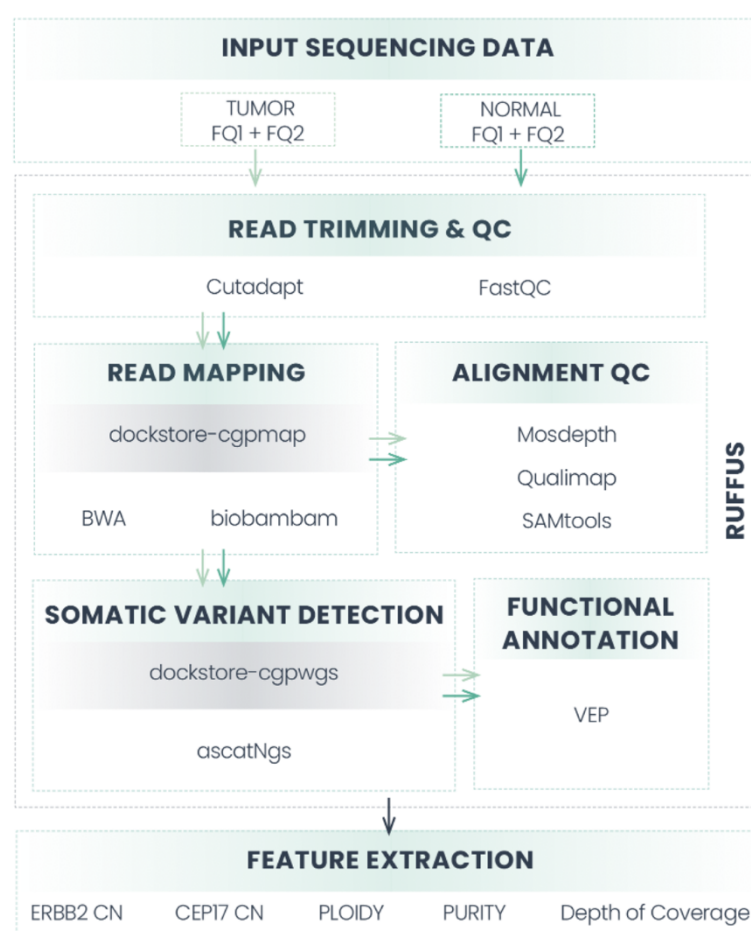 INPUT SEQUENCING DATA
TUMOR
FQ1 + FQ2
NORMAL
FQ1 + FQ2
READ TRIMMING & QC
Cutadapt
FastQC
READ MAPPING
dockstore-cgpmap
BWA
biobambam
ALIGNMENT QC
Mosdepth
Qualimap
SAMtools
RUFFUS
SOMATIC VARIANT DETECTION
dockstore-cgpwgs
ascatNgs
FUNCTIONAL
ANNOTATION
VEP
FEATURE EXTRACTION
ERBB2 CN
CEP17 CN
PLOIDY
PURITY
Depth of Coverage